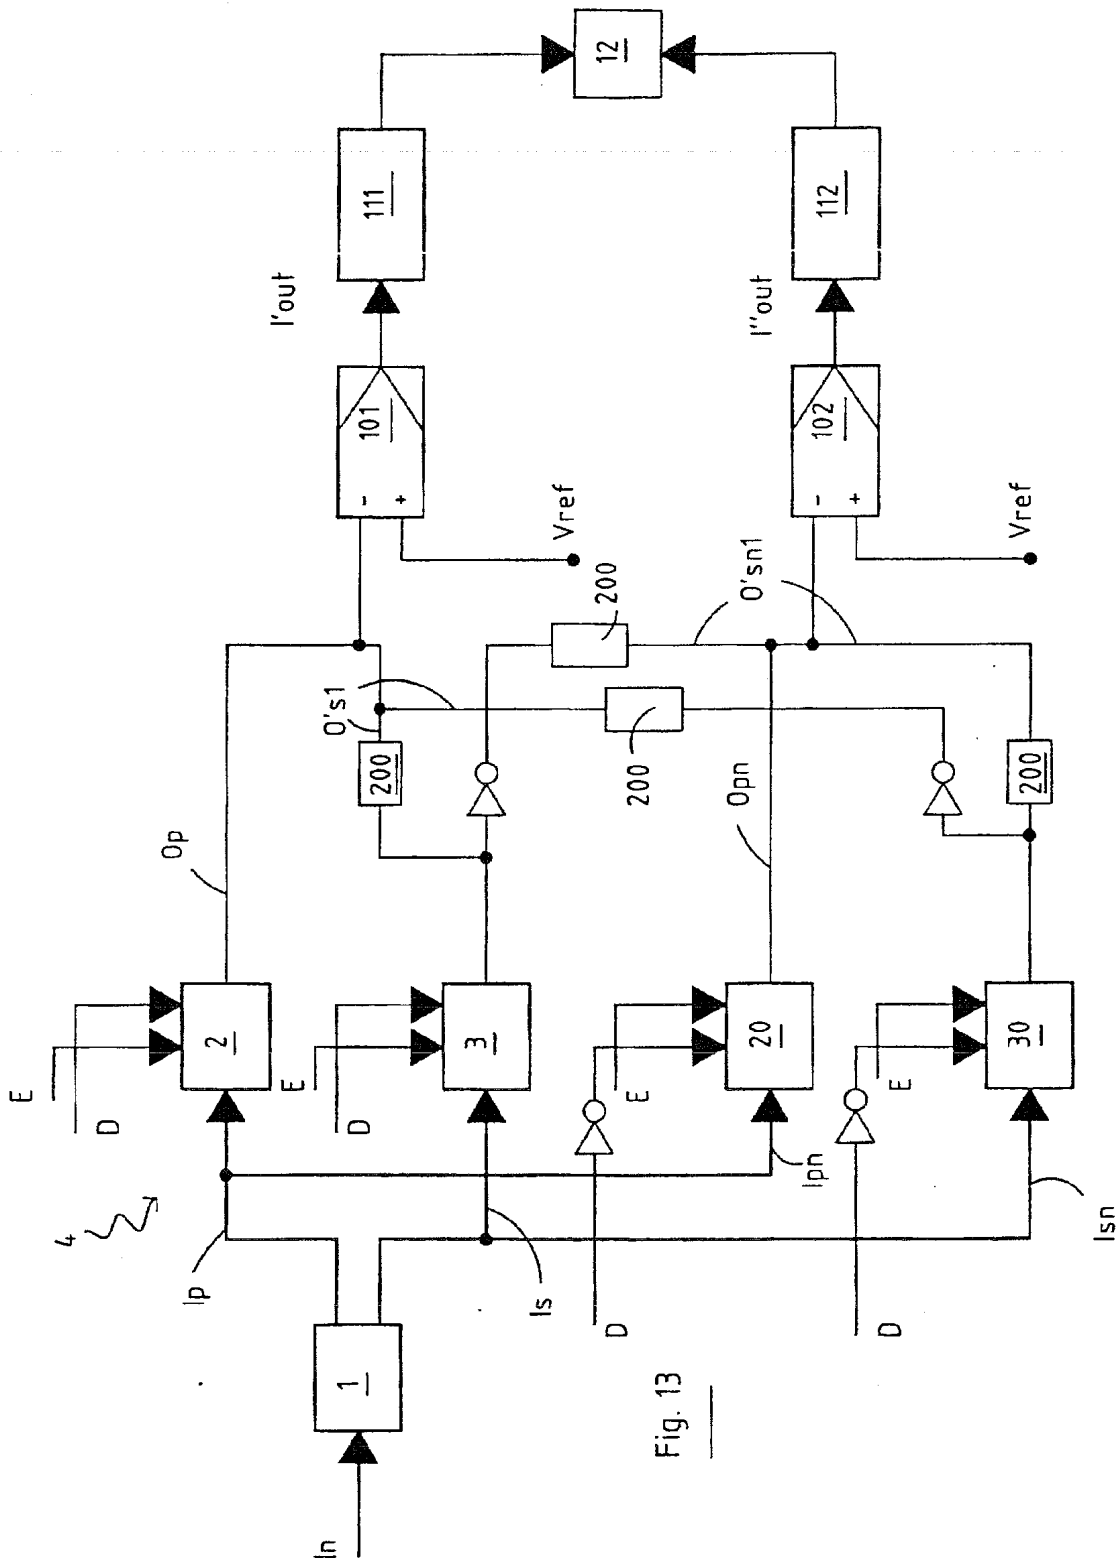 In
1
4
Ip
Is
Ipn
Isn
E
D
2
Op
E
D
3
D
E
20
Opn
D
E
30
O's1
200
200
200
200
O'sn1
-
+
101
Vref
I'out
111
-
+
102
Vref
I''out
112
12
Fig. 13